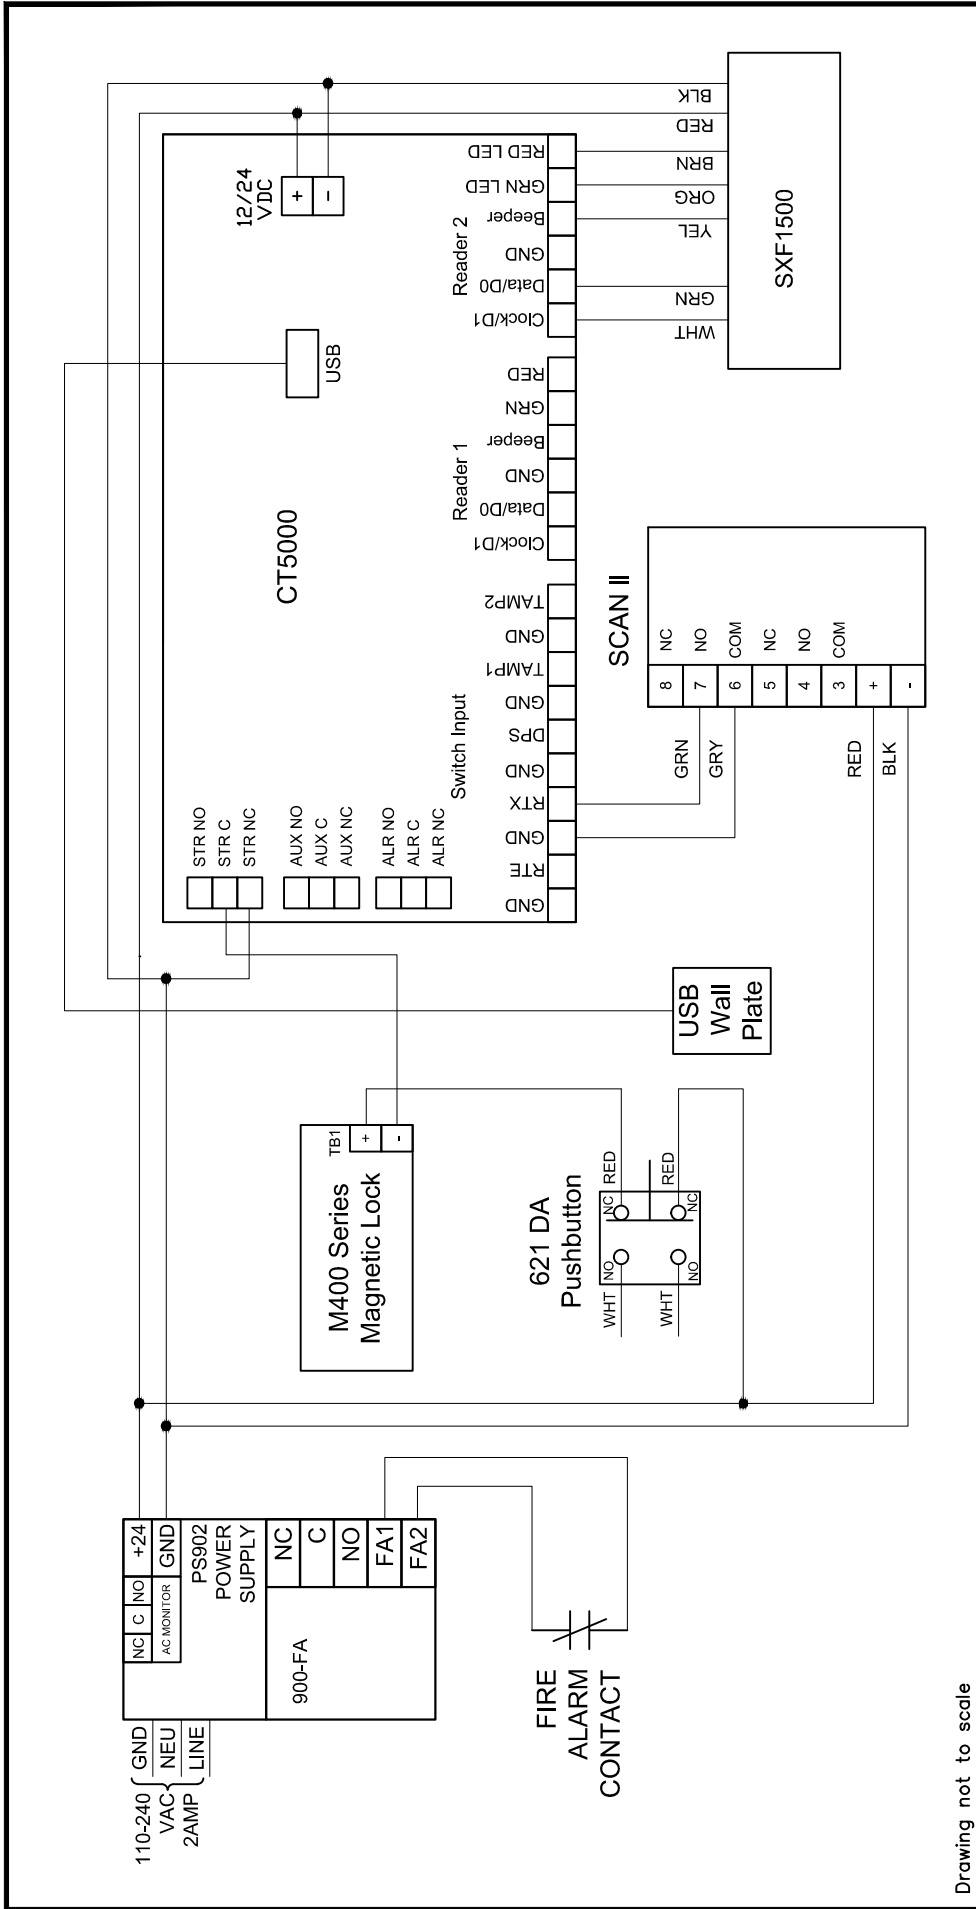 110-240
VAC
2AMP
GND
NEU
LINE
NC
C
NO
AC MONITOR
+24
GND
PS902
POWER
SUPPLY
900-FA
NC
C
NO
FA1
FA2
FIRE
ALARM
CONTACT
M400 Series
Magnetic Lock
TB1
+
-
621 DA
Pushbutton
NO
NC
NO
NC
WHT
RED
WHT
RED
USB
Wall
Plate
CT5000
STR NO
STR C
STR NC
AUX NO
AUX C
AUX NC
ALR NO
ALR C
ALR NC
12/24
VDC
+
-
USB
Switch Input
GND
RTE
GND
RTX
GND
DPS
GND
TAMP1
GND
TAMP2
Reader 1
Clock/D1
Data/D0
GND
Beeper
GRN
RED
Reader 2
Clock/D1
Data/D0
GND
Beeper
GRN LED
RED LED
SCAN II
8 NC
7 NO
6 COM
5 NC
4 NO
3 COM
+
-
GRN
GRY
RED
BLK
SXF1500
WHT
GRN
YEL
ORG
BRN
RED
BLK
Drawing not to scale